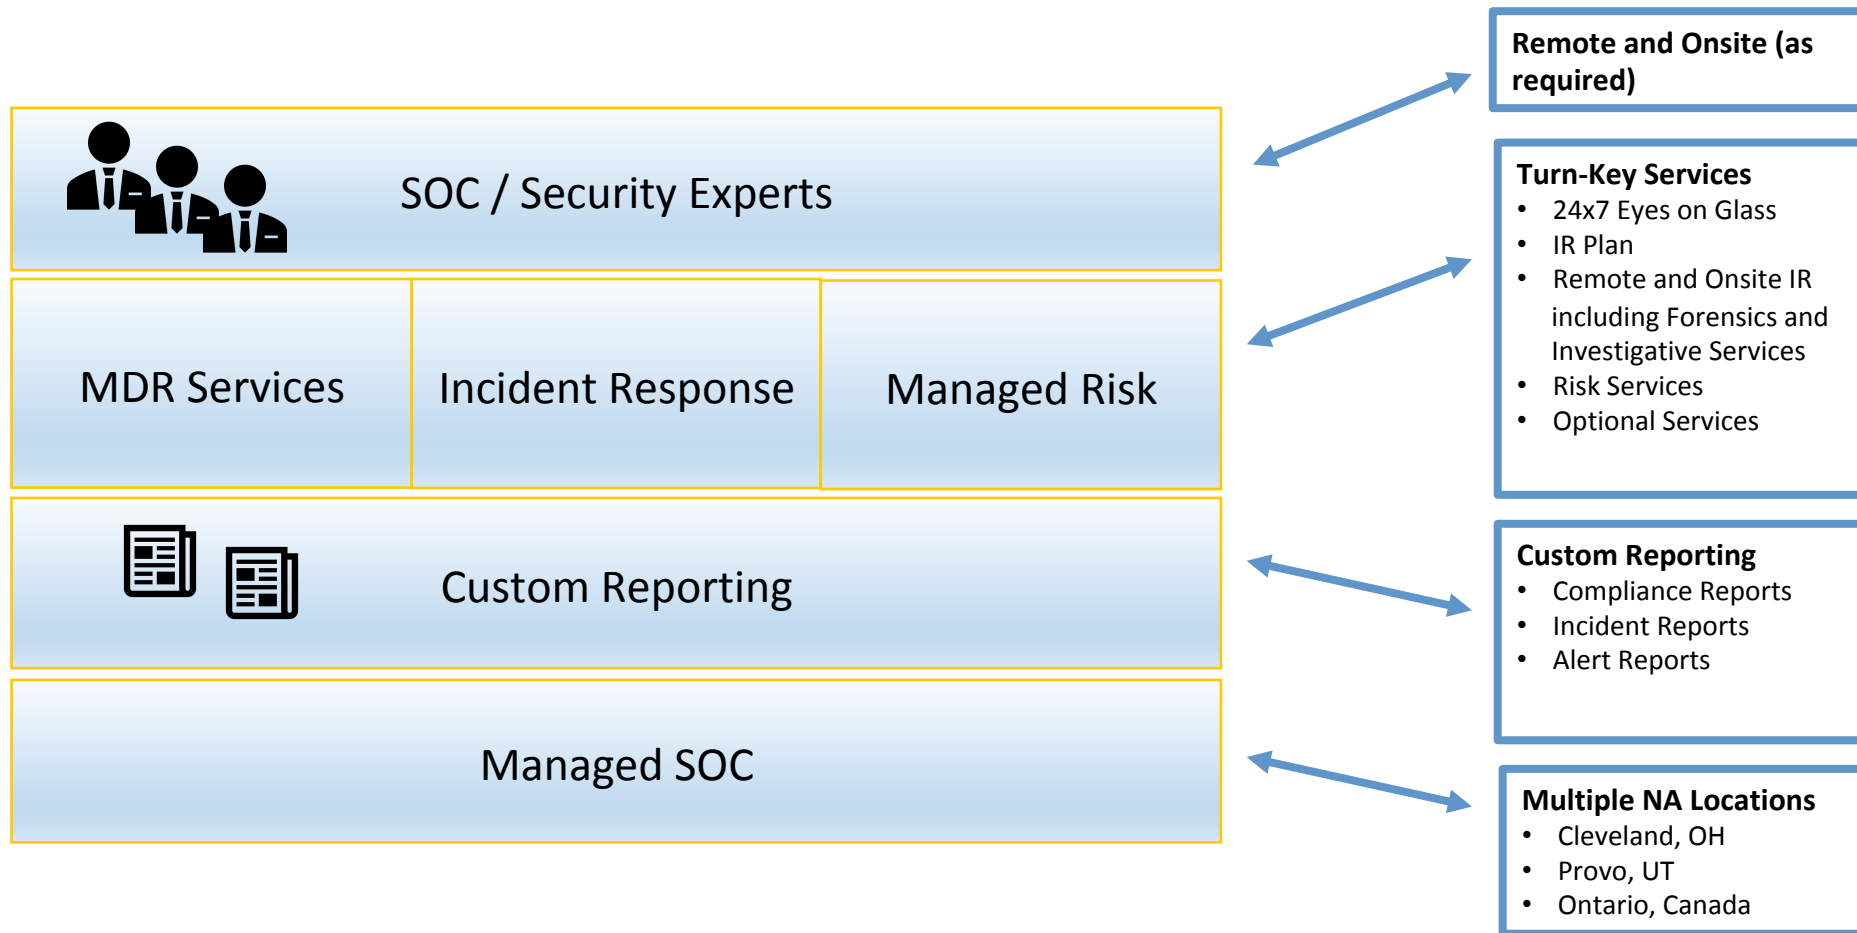 Remote and Onsite (as
required)
SOC / Security Experts
Turn-Key Services
• 24x7 Eyes on Glass
• IR Plan
• Remote and Onsite IR
including Forensics and
Investigative Services
• Risk Services
• Optional Services
MDR Services
Incident Response
Managed Risk
Custom Reporting
Custom Reporting
• Compliance Reports
• Incident Reports
• Alert Reports
Managed SOC
Multiple NA Locations
• Cleveland, OH
• Provo, UT
• Ontario, Canada